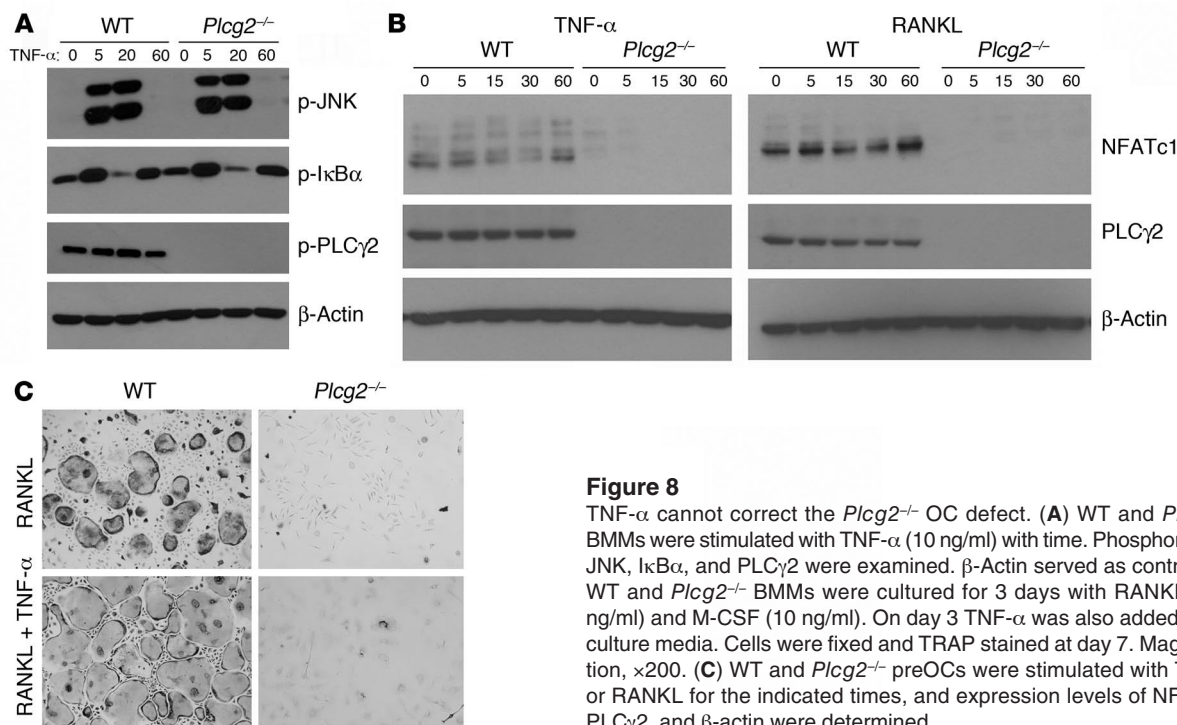 A
WT Plcg2–/–
TNF-α: 0 5 20 60 0 5 20 60
p-JNK
p-IκBα
p-PLCγ2
β-Actin
B
TNF-α RANKL
WT Plcg2–/– WT Plcg2–/–
0 5 15 30 60 0 5 15 30 60 0 5 15 30 60 0 5 15 30 60
NFATc1
PLCγ2
β-Actin
C
WT Plcg2–/–
RANKL
RANKL + TNF-α
Figure 8
TNF-α cannot correct the Plcg2–/– OC defect. (A) WT and
BMMs were stimulated with TNF-α (10 ng/ml) with time.
JNK, IκBα, and PLCγ2 were examined. β-Actin served as
WT and Plcg2–/– BMMs were cultured for 3 days with RANKL
ng/ml) and M-CSF (10 ng/ml). On day 3 TNF-α was also added
culture media. Cells were fixed and TRAP stained at day 7.
tion, ×200. (C) WT and Plcg2–/– preOCs were stimulated with
or RANKL for the indicated times, and expression levels of
PLCγ2, and β-actin were determined.